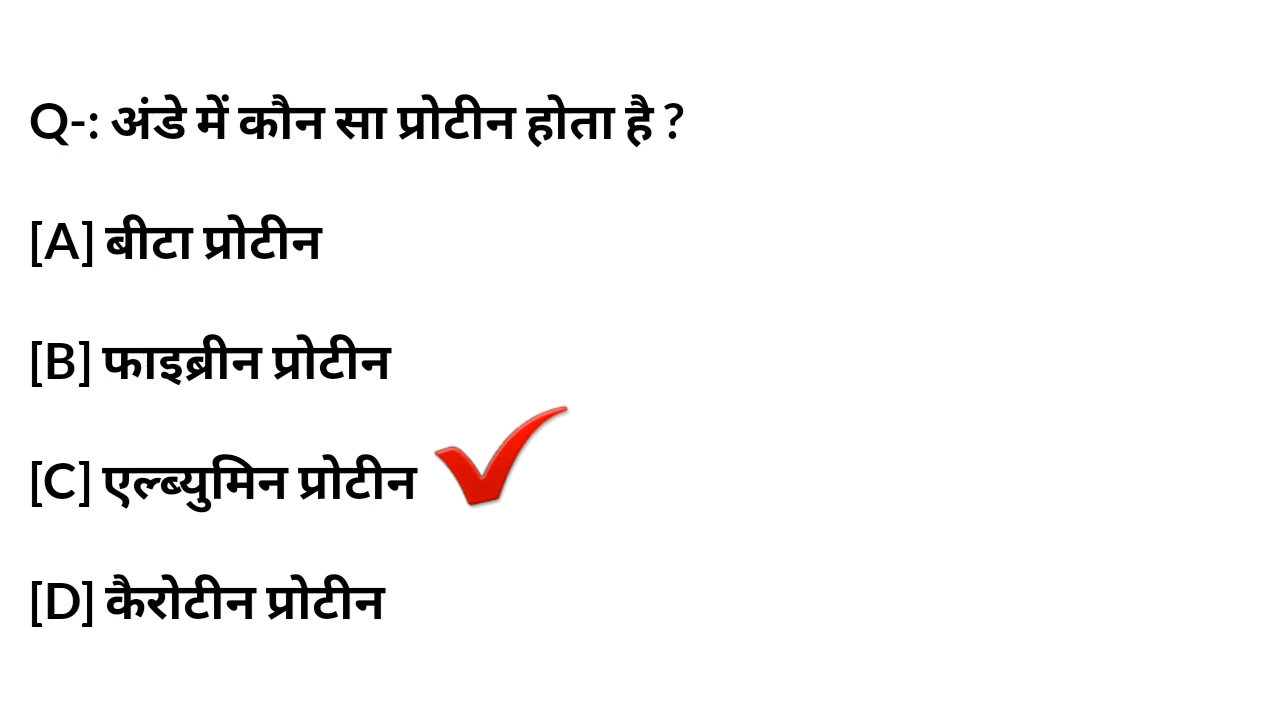 Q-: अंडे में कौन सा प्रोटीन होता है ?
[A] बीटा प्रोटीन
[B] फाइब्रीन प्रोटीन
[C] एल्ब्युमिन प्रोटीन
[D] कैरोटीन प्रोटीन